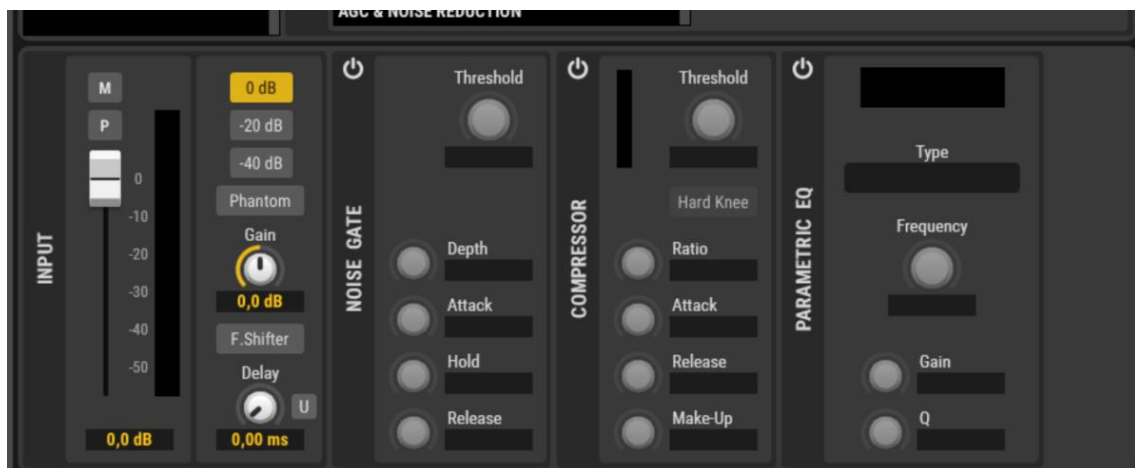 AGC & NOISE REDUCTION
INPUT
M
P
0
-10
-20
-30
-40
-50
0,0 dB
0 dB
-20 dB
-40 dB
Phantom
Gain
0,0 dB
F.Shifter
Delay
U
0,00 ms
NOISE GATE
Threshold
Depth
Attack
Hold
Release
COMPRESSOR
Threshold
Hard Knee
Ratio
Attack
Release
Make-Up
PARAMETRIC EQ
Type
Frequency
Gain
Q